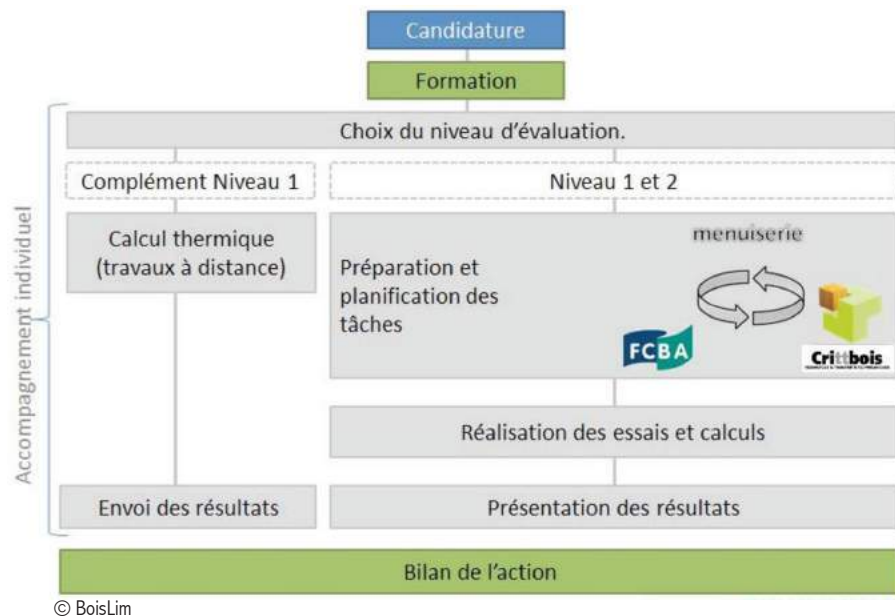 Candidature
Formation
Choix du niveau d'évaluation.
Accompagnement individuel
Complément Niveau 1
Niveau 1 et 2
Calcul thermique
(travaux à distance)
menuiserie
Préparation et
planification des
tâches
FCBA
Crittbois
Réalisation des essais et calculs
Envoi des résultats
Présentation des résultats
Bilan de l'action
© BoisLim